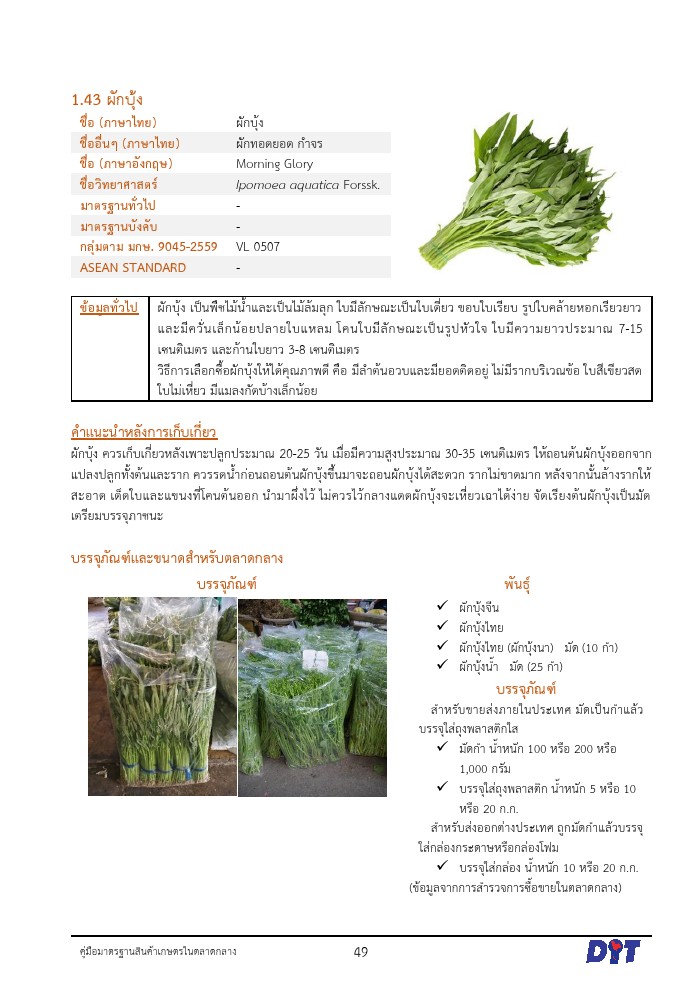 1.43 ผักบุ้ง
ชื่อ (ภาษาไทย) ผักบุ้ง
ชื่ออื่นๆ (ภาษาไทย) ผักทอดยอด กำจร
ชื่อ (ภาษาอังกฤษ) Morning Glory
ชื่อวิทยาศาสตร์ Ipomoea aquatica Forssk.
มาตรฐานทั่วไป -
มาตรฐานบังคับ -
กลุ่มตาม มกษ. 9045-2559 VL 0507
ASEAN STANDARD -
ข้อมูลทั่วไป ผักบุ้ง เป็นพืชไม้น้ำและเป็นไม้ล้มลุก ใบมีลักษณะเป็นใบเดี่ยว ขอบใบเรียบ รูปใบคล้ายหอกเรียวยาว
และมีควั่นเล็กน้อยปลายใบแหลม โคนใบมีลักษณะเป็นรูปหัวใจ ใบมีความยาวประมาณ 7-15
เซนติเมตร และก้านใบยาว 3-8 เซนติเมตร
วิธีการเลือกซื้อผักบุ้งให้ได้คุณภาพดี คือ มีลำต้นอวบและมียอดติดอยู่ ไม่มีรากบริเวณข้อ ใบสีเขียวสด
ใบไม่เหี่ยว มีแมลงกัดบ้างเล็กน้อย
คำแนะนำหลังการเก็บเกี่ยว
ผักบุ้ง ควรเก็บเกี่ยวหลังเพาะปลูกประมาณ 20-25 วัน เมื่อมีความสูงประมาณ 30-35 เซนติเมตร ให้ถอนต้นผักบุ้งออกจาก
แปลงปลูกทั้งต้นและราก ควรรดน้ำก่อนถอนต้นผักบุ้งขึ้นมาจะถอนผักบุ้งได้สะดวก รากไม่ขาดมาก หลังจากนั้นล้างรากให้
สะอาด เด็ดใบและแขนงที่โคนต้นออก นำมาผึ่งไว้ ไม่ควรไว้กลางแดดผักบุ้งจะเหี่ยวเฉาได้ง่าย จัดเรียงต้นผักบุ้งเป็นมัด
เตรียมบรรจุภาชนะ
บรรจุภัณฑ์และขนาดสำหรับตลาดกลาง
บรรจุภัณฑ์
พันธุ์
✓ ผักบุ้งจีน
✓ ผักบุ้งไทย
✓ ผักบุ้งไทย (ผักบุ้งนา) มัด (10 กำ)
✓ ผักบุ้งน้ำ มัด (25 กำ)
บรรจุภัณฑ์
สำหรับขายส่งภายในประเทศ มัดเป็นกำแล้ว
บรรจุใส่ถุงพลาสติกใส
✓ มัดกำ น้ำหนัก 100 หรือ 200 หรือ
1,000 กรัม
✓ บรรจุใส่ถุงพลาสติก น้ำหนัก 5 หรือ 10
หรือ 20 ก.ก.
สำหรับส่งออกต่างประเทศ ถูกมัดกำแล้วบรรจุ
ใส่กล่องกระดาษหรือกล่องโฟม
✓ บรรจุใส่กล่อง น้ำหนัก 10 หรือ 20 ก.ก.
(ข้อมูลจากการสำรวจการซื้อขายในตลาดกลาง)
คู่มือมาตรฐานสินค้าเกษตรในตลาดกลาง 49 DIT